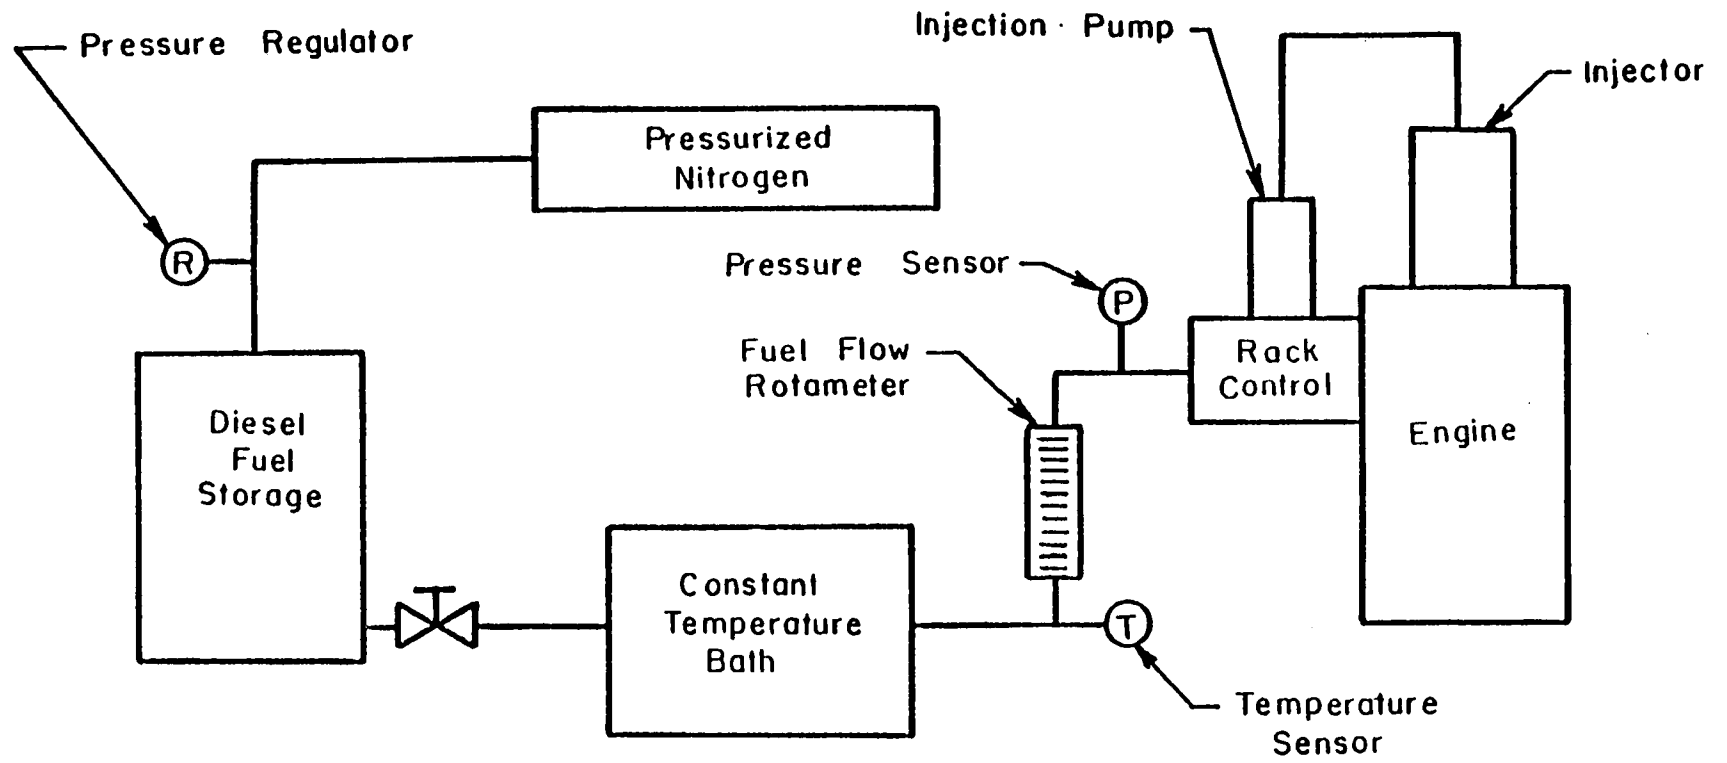 Pressure Regulator
Injection Pump
Injector
Pressurized
Nitrogen
R
Pressure Sensor
P
Fuel Flow
Rotameter
Rack
Control
Engine
Diesel
Fuel
Storage
Constant
Temperature
Bath
T
Temperature
Sensor